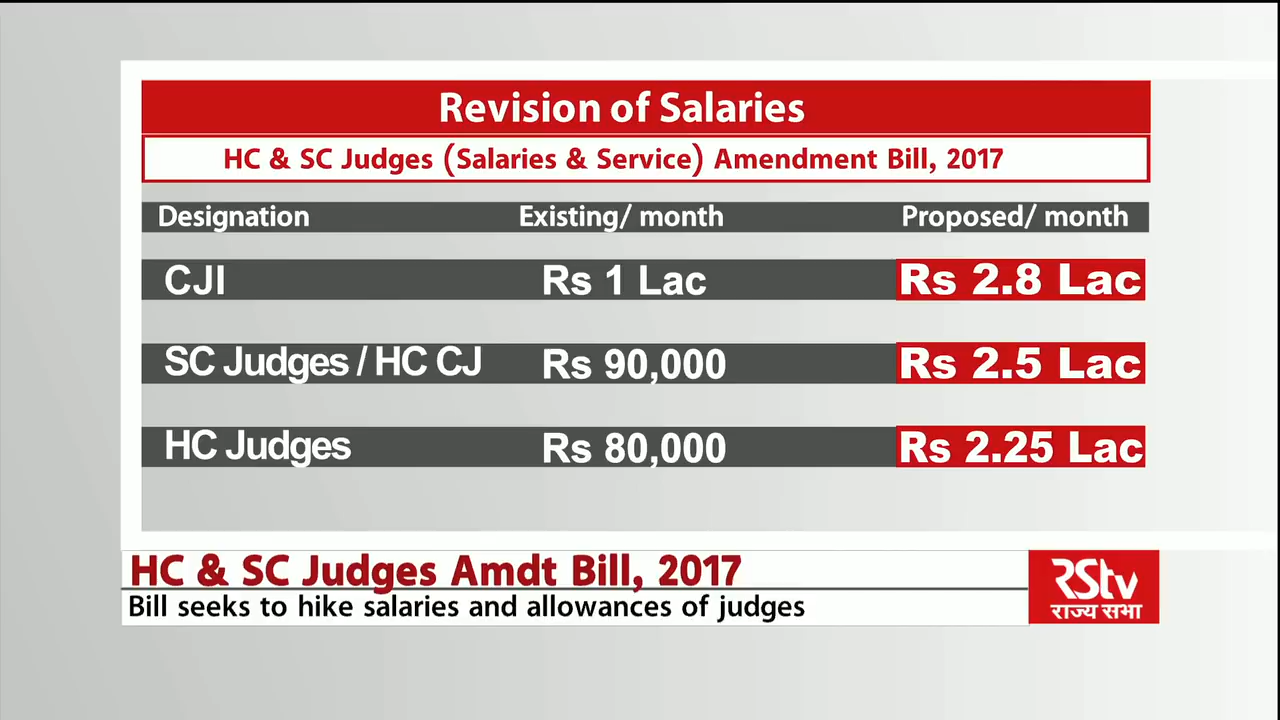 Revision of Salaries
HC & SC Judges (Salaries & Service) Amendment Bill, 2017
Designation Existing/ month Proposed/ month
CJI Rs 1 Lac Rs 2.8 Lac
SC Judges / HC CJ Rs 90,000 Rs 2.5 Lac
HC Judges Rs 80,000 Rs 2.25 Lac
HC & SC Judges Amdt Bill, 2017
Bill seeks to hike salaries and allowances of judges
RStv
राज्य सभा